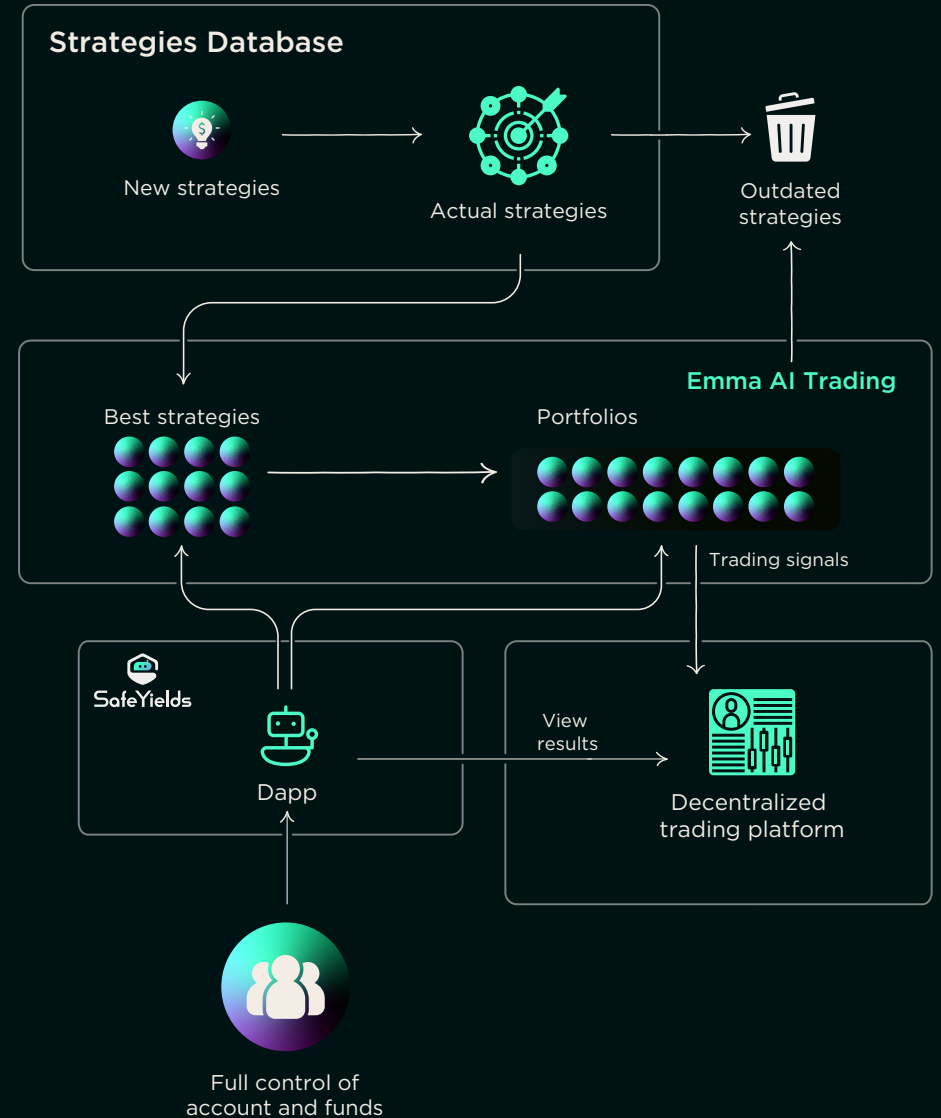 Strategies Database
New strategies
Actual strategies
Outdated
strategies
Emma AI Trading
Best strategies
Portfolios
Trading signals
SafeYields
View
results
Dapp
Decentralized
trading platform
Full control of
account and funds